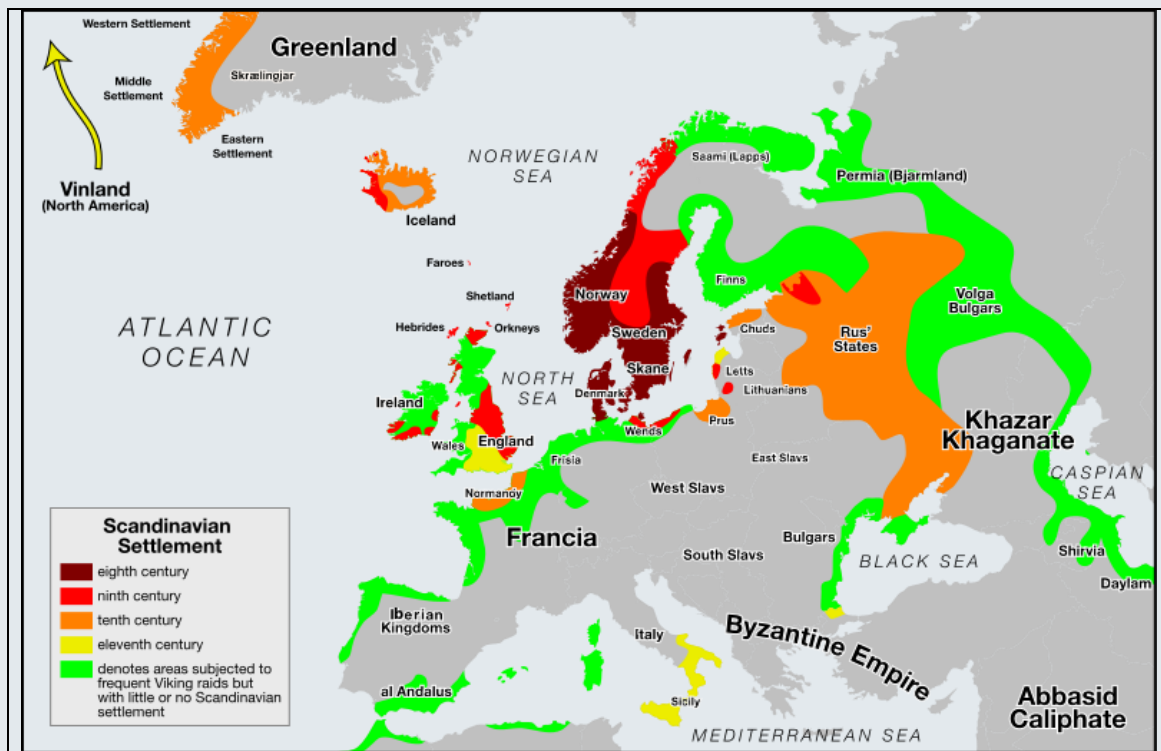 Western Settlement
Greenland
Skrælingjar
Middle
Settlement
Eastern
Settlement
Vinland
(North America)
NORWEGIAN
SEA
Saami (Lapps)
Permia (Bjarmland)
Iceland
Faroes
Finns
Volga
Bulgars
Norway
Shetland
ATLANTIC
OCEAN
Hebrides
Orkneys
Sweden
Chuds
Rus'
States
Skane
Letts
NORTH
SEA
Denmark
Lithuanians
Ireland
Prus
Khazar
Khaganate
Wends
England
Wales
Frisia
East Slavs
CASPIAN
SEA
West Slavs
Normandy
Francia
Bulgars
South Slavs
BLACK SEA
Shirvia
Daylam
Iberian
Kingdoms
Italy
Byzantine Empire
al Andalus
Sicily
Abbasid
Caliphate
MEDITERRANEAN SEA
Scandinavian
Settlement
eighth century
ninth century
tenth century
eleventh century
denotes areas subjected to
frequent Viking raids but
with little or no Scandinavian
settlement